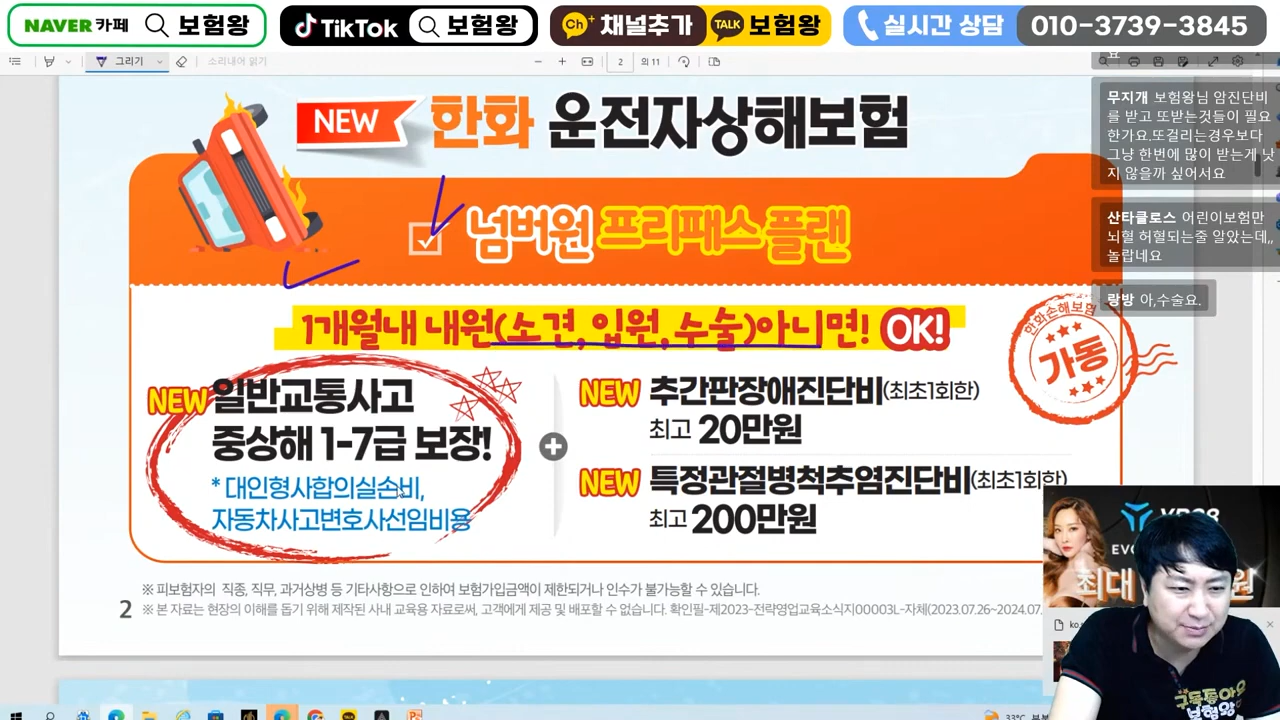 NAVER 카페 보험왕
TikTok 보험왕
Ch+ 채널추가 TALK 보험왕
실시간 상담 010-3739-3845
그리기
소리내어 읽기
2 의 11
요
무지개 보험왕님 암진단비
를 받고 또받는것들이 필요
한가요.또걸리는경우보다
그냥 한번에 많이 받는게 낫
지 않을까 싶어서요
산타클로스 어린이보험만
뇌혈 허혈되는줄 알았는데,,
놀랍네요
랑방 아,수술요.
NEW 한화 운전자상해보험
넘버원 프리패스 플랜
1개월내 내원(소견, 입원, 수술)아니면! OK!
한화손해보험
가동
NEW 일반교통사고
중상해 1-7급 보장!
* 대인형사합의실손비,
자동차사고변호사선임비용
NEW 추간판장애진단비(최초1회한)
최고 20만원
NEW 특정관절병척추염진단비(최초1회한)
최고 200만원
※ 피보험자의 직종, 직무, 과거상병 등 기타사항으로 인하여 보험가입금액이 제한되거나 인수가 불가능할 수 있습니다.
2 ※ 본 자료는 현장의 이해를 돕기 위해 제작된 사내 교육용 자료로써, 고객에게 제공 및 배포할 수 없습니다. 확인필-제2023-전략영업교육소식지00003L-자체(2023.07.26~2024.07.
최대
구독좋아요
보험왕
33°C